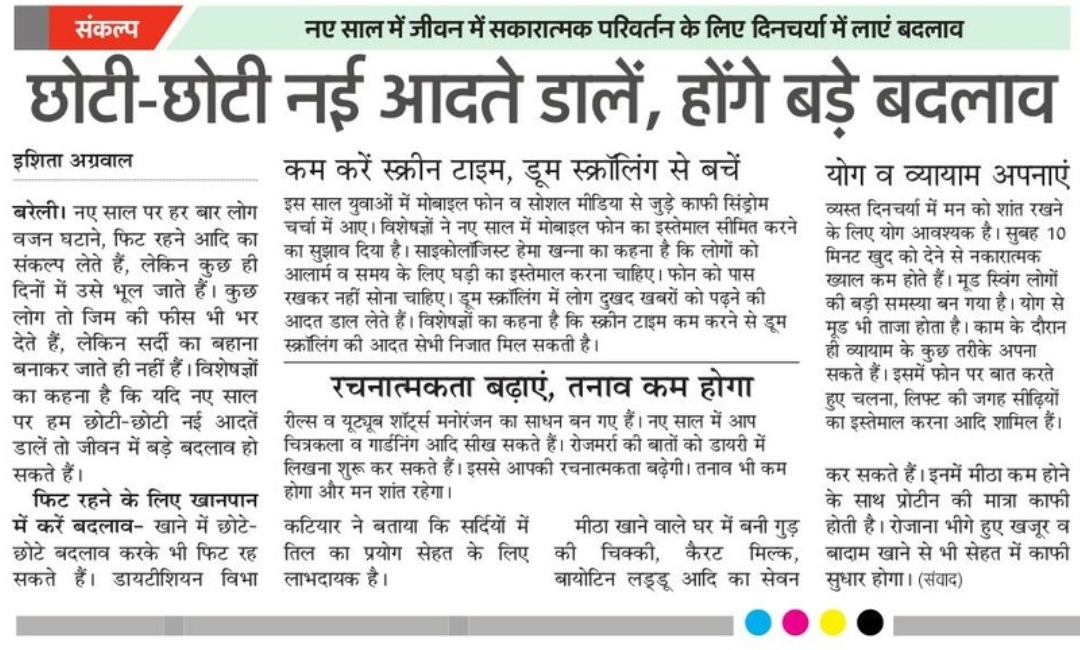 संकल्प
नए साल में जीवन में सकारात्मक परिवर्तन के लिए दिनचर्या में लाएं बदलाव
छोटी-छोटी नई आदते डालें, होंगे बड़े बदलाव
इशिता अग्रवाल
बरेली। नए साल पर हर बार लोग
वजन घटाने, फिट रहने आदि का
संकल्प लेते हैं, लेकिन कुछ ही
दिनों में उसे भूल जाते हैं। कुछ
लोग तो जिम की फीस भी भर
देते हैं, लेकिन सर्दी का बहाना
बनाकर जाते ही नहीं हैं। विशेषज्ञों
का कहना है कि यदि नए साल
पर हम छोटी-छोटी नई आदतें
डालें तो जीवन में बड़े बदलाव हो
सकते हैं।
फिट रहने के लिए खानपान
में करें बदलाव– खाने में छोटे-
छोटे बदलाव करके भी फिट रह
सकते हैं। डायटीशियन विभा
कम करें स्क्रीन टाइम, डूम स्क्रॉलिंग से बचें
इस साल युवाओं में मोबाइल फोन व सोशल मीडिया से जुड़े काफी सिंड्रोम
चर्चा में आए। विशेषज्ञों ने नए साल में मोबाइल फोन का इस्तेमाल सीमित करने
का सुझाव दिया है। साइकोलॉजिस्ट हेमा खन्ना का कहना है कि लोगों को
आलार्म व समय के लिए घड़ी का इस्तेमाल करना चाहिए। फोन को पास
रखकर नहीं सोना चाहिए। डूम स्क्रॉलिंग में लोग दुखद खबरों को पढ़ने की
आदत डाल लेते हैं। विशेषज्ञों का कहना है कि स्क्रीन टाइम कम करने से डूम
स्क्रॉलिंग की आदत सेभी निजात मिल सकती है।
रचनात्मकता बढ़ाएं, तनाव कम होगा
रील्स व यूट्यूब शॉर्ट्स मनोरंजन का साधन बन गए हैं। नए साल में आप
चित्रकला व गार्डनिंग आदि सीख सकते हैं। रोजमर्रा की बातों को डायरी में
लिखना शुरू कर सकते हैं। इससे आपकी रचनात्मकता बढ़ेगी। तनाव भी कम
होगा और मन शांत रहेगा।
कटियार ने बताया कि सर्दियों में
तिल का प्रयोग सेहत के लिए
लाभदायक है।
मीठा खाने वाले घर में बनी गुड़
की चिक्की, कैरट मिल्क,
बायोटिन लड्डू आदि का सेवन
योग व व्यायाम अपनाएं
व्यस्त दिनचर्या में मन को शांत रखने
के लिए योग आवश्यक है। सुबह 10
मिनट खुद को देने से नकारात्मक
ख्याल कम होते हैं। मूड स्विंग लोगों
की बड़ी समस्या बन गया है। योग से
मूड भी ताजा होता है। काम के दौरान
ही व्यायाम के कुछ तरीके अपना
सकते हैं। इसमें फोन पर बात करते
हुए चलना, लिफ्ट की जगह सीढ़ियों
का इस्तेमाल करना आदि शामिल हैं।
कर सकते हैं। इनमें मीठा कम होने
के साथ प्रोटीन की मात्रा काफी
होती है। रोजाना भीगे हुए खजूर व
बादाम खाने से भी सेहत में काफी
सुधार होगा। (संवाद)